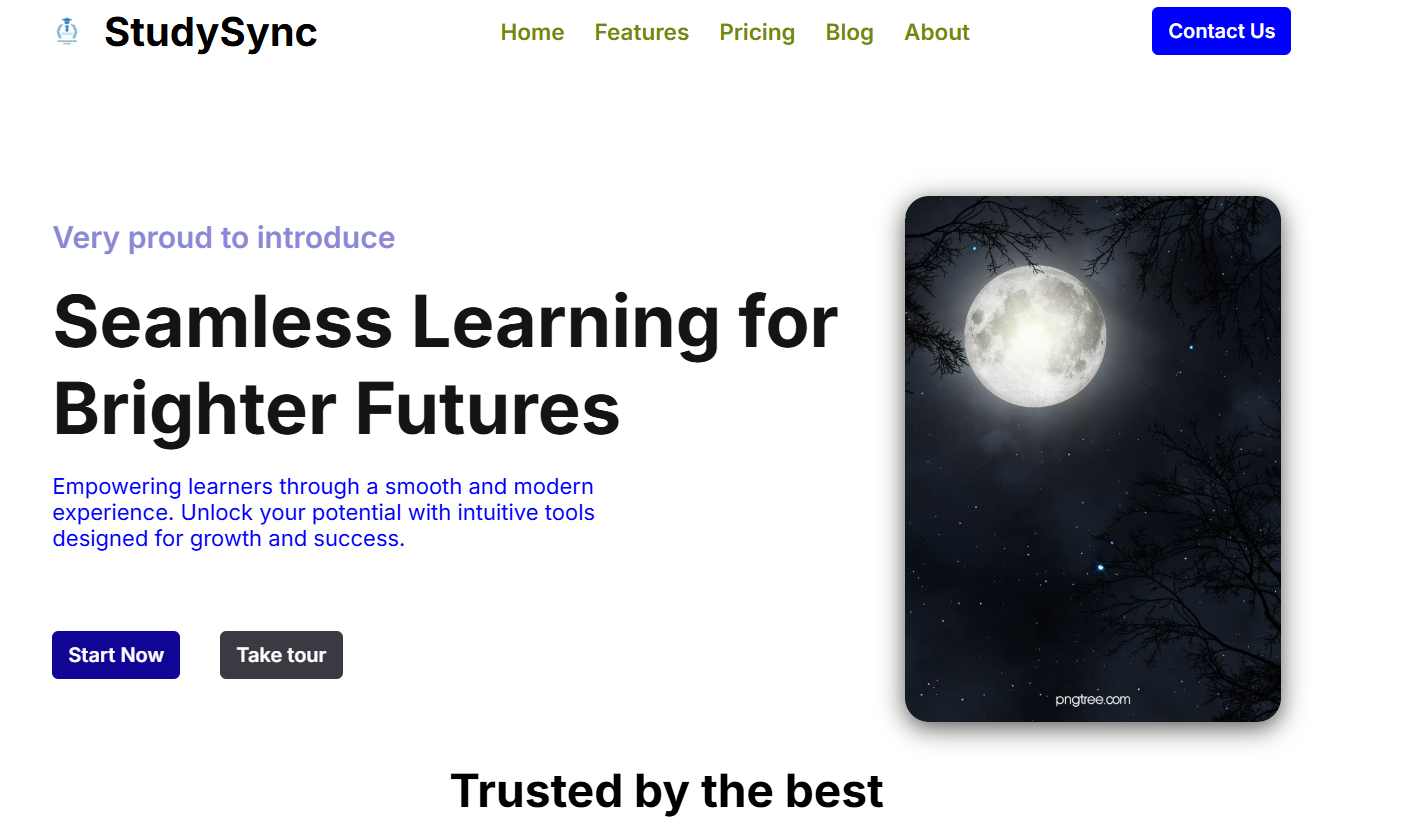 StudySync
Home Features Pricing Blog About
Contact Us
Very proud to introduce
Seamless Learning for
Brighter Futures
Empowering learners through a smooth and modern
experience. Unlock your potential with intuitive tools
designed for growth and success.
Start Now Take tour
pngtree.com
Trusted by the best